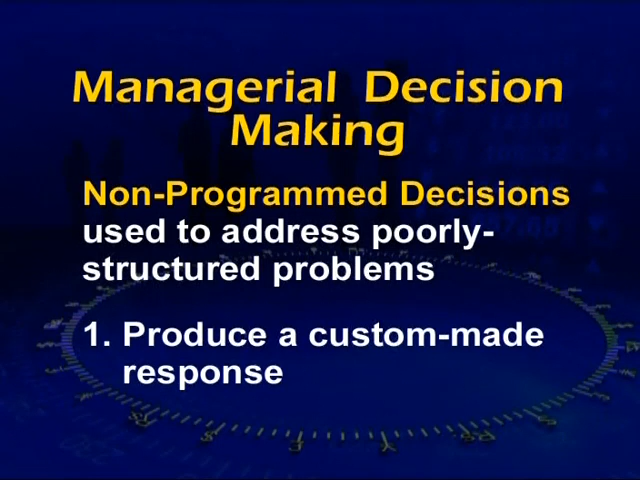 Managerial Decision
Making
Non-Programmed Decisions
used to address poorly-
structured problems
1. Produce a custom-made
response